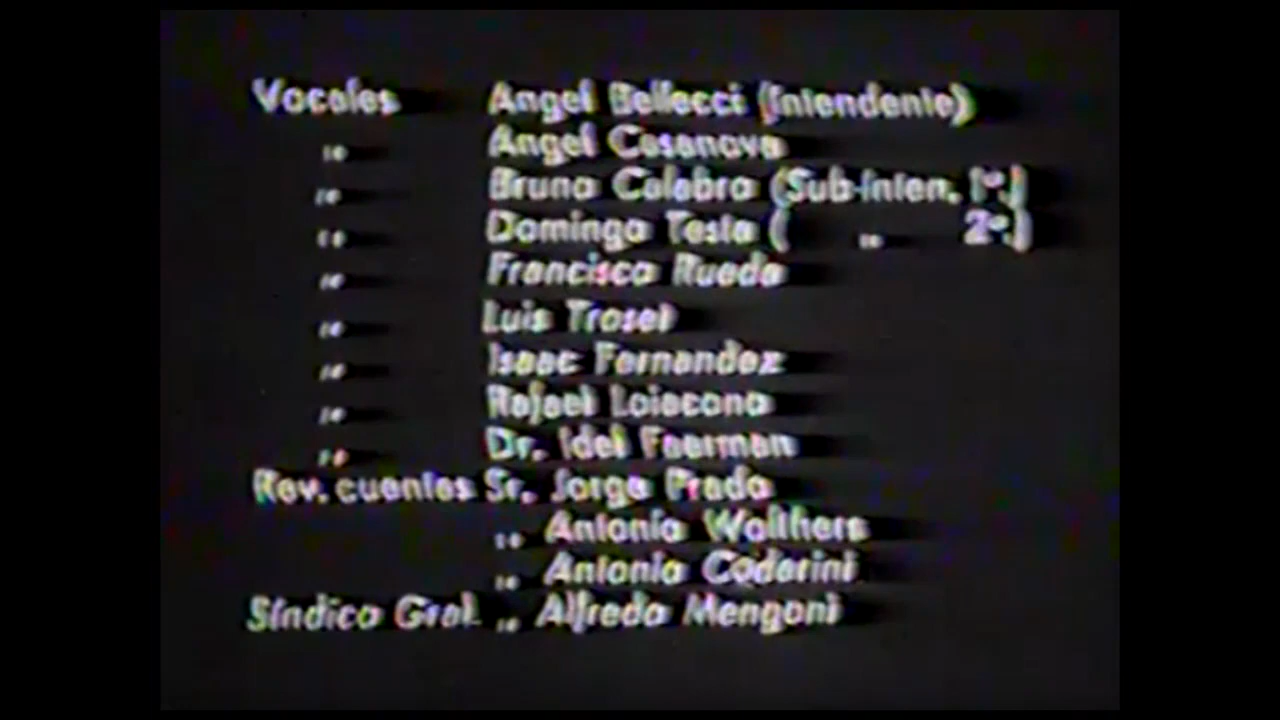 Vocales Angel Bellecci (Intendente)
„ Angel Casanova
„ Bruno Calabro (Sub-Inten. 1º.)
„ Domingo Testa ( „ 2º.)
„ Francisco Rueda
„ Luis Trosel
„ Isaac Fernandez
„ Rafael Loiacono
„ Dr. Idel Faerman
Rev. cuentas Sr. Jorge Prado
„ Antonio Walthers
„ Antonio Caderini
Síndico Gral. „ Alfredo Mengoni